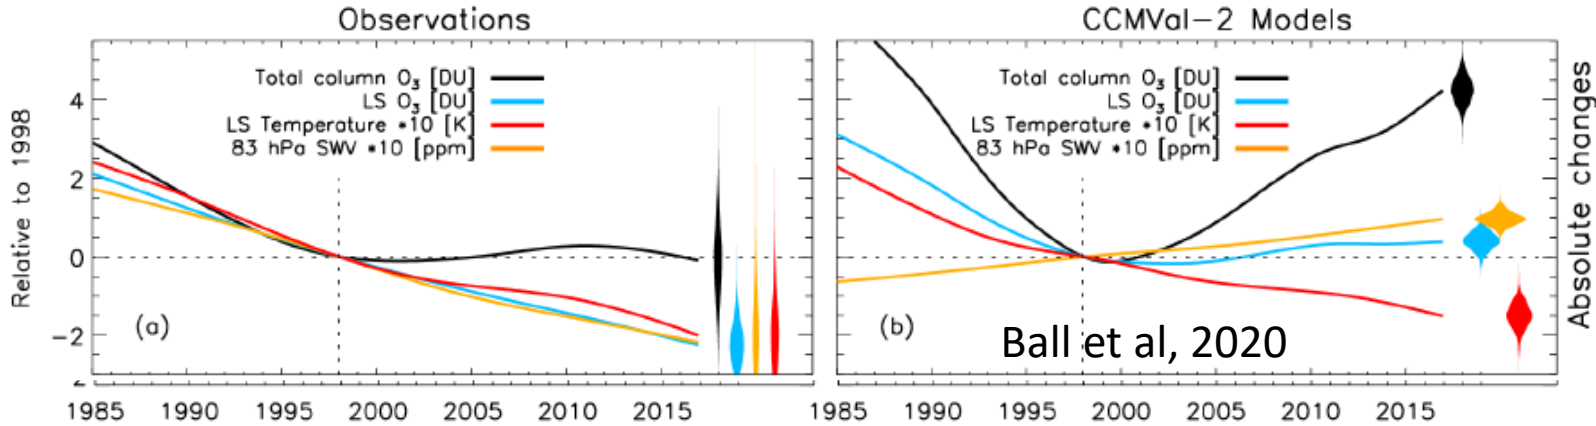 Observations
CCMVal-2 Models
Relative to 1998
4
2
0
-2
Total column O₃ [DU]
LS O₃ [DU]
LS Temperature *10 [K]
83 hPa SWV *10 [ppm]
(a)
1985 1990 1995 2000 2005 2010 2015
Total column O₃ [DU]
LS O₃ [DU]
LS Temperature *10 [K]
83 hPa SWV *10 [ppm]
(b)
Ball et al, 2020
1985 1990 1995 2000 2005 2010 2015
Absolute changes